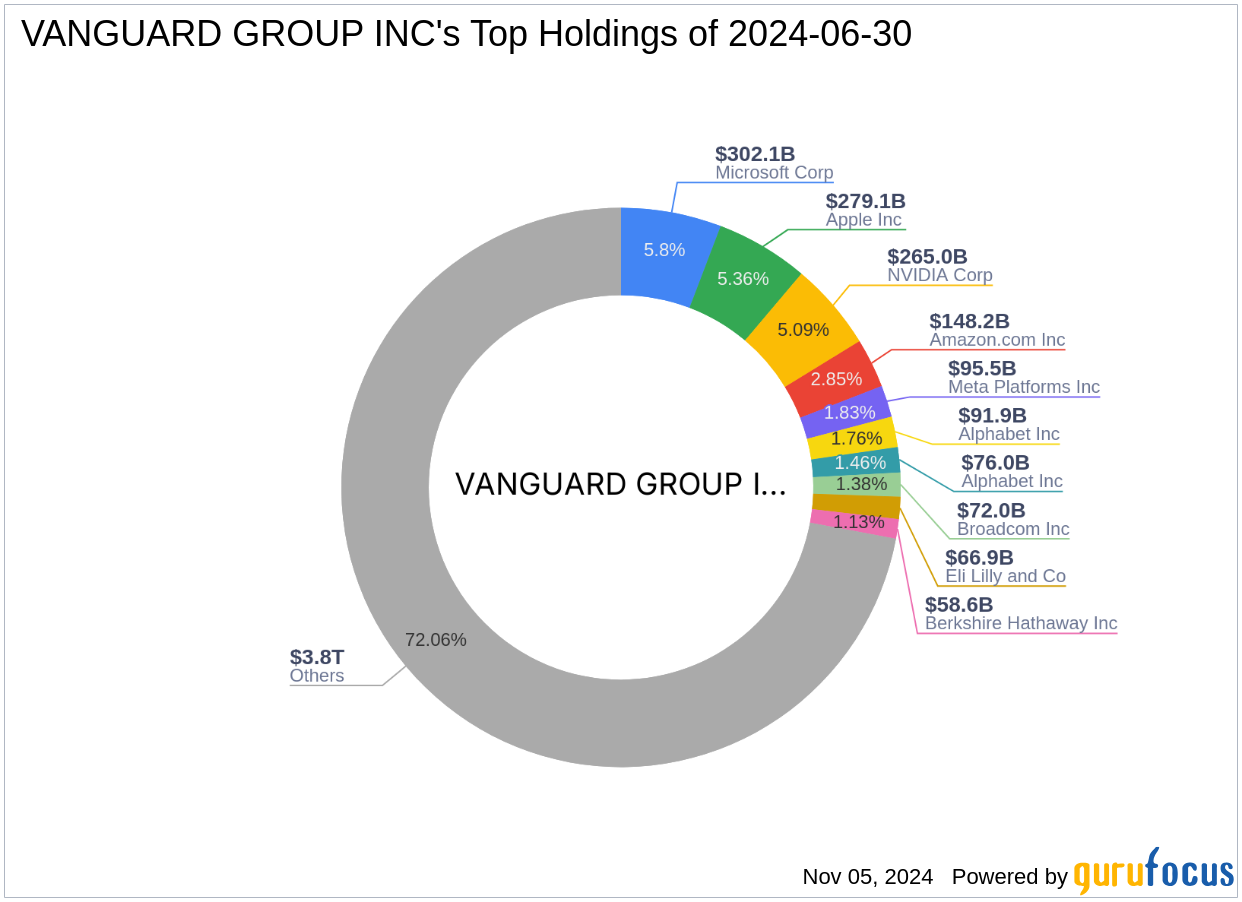 VANGUARD GROUP INC's Top Holdings of 2024-06-30
$302.1B
Microsoft Corp
$279.1B
Apple Inc
$265.0B
NVIDIA Corp
$148.2B
Amazon.com Inc
$95.5B
Meta Platforms Inc
$91.9B
Alphabet Inc
$76.0B
Alphabet Inc
$72.0B
Broadcom Inc
$66.9B
Eli Lilly and Co
$58.6B
Berkshire Hathaway Inc
5.8%
5.36%
5.09%
2.85%
1.83%
1.76%
1.46%
1.38%
1.13%
VANGUARD GROUP I...
72.06%
$3.8T
Others
Nov 05, 2024 Powered by gurufocus